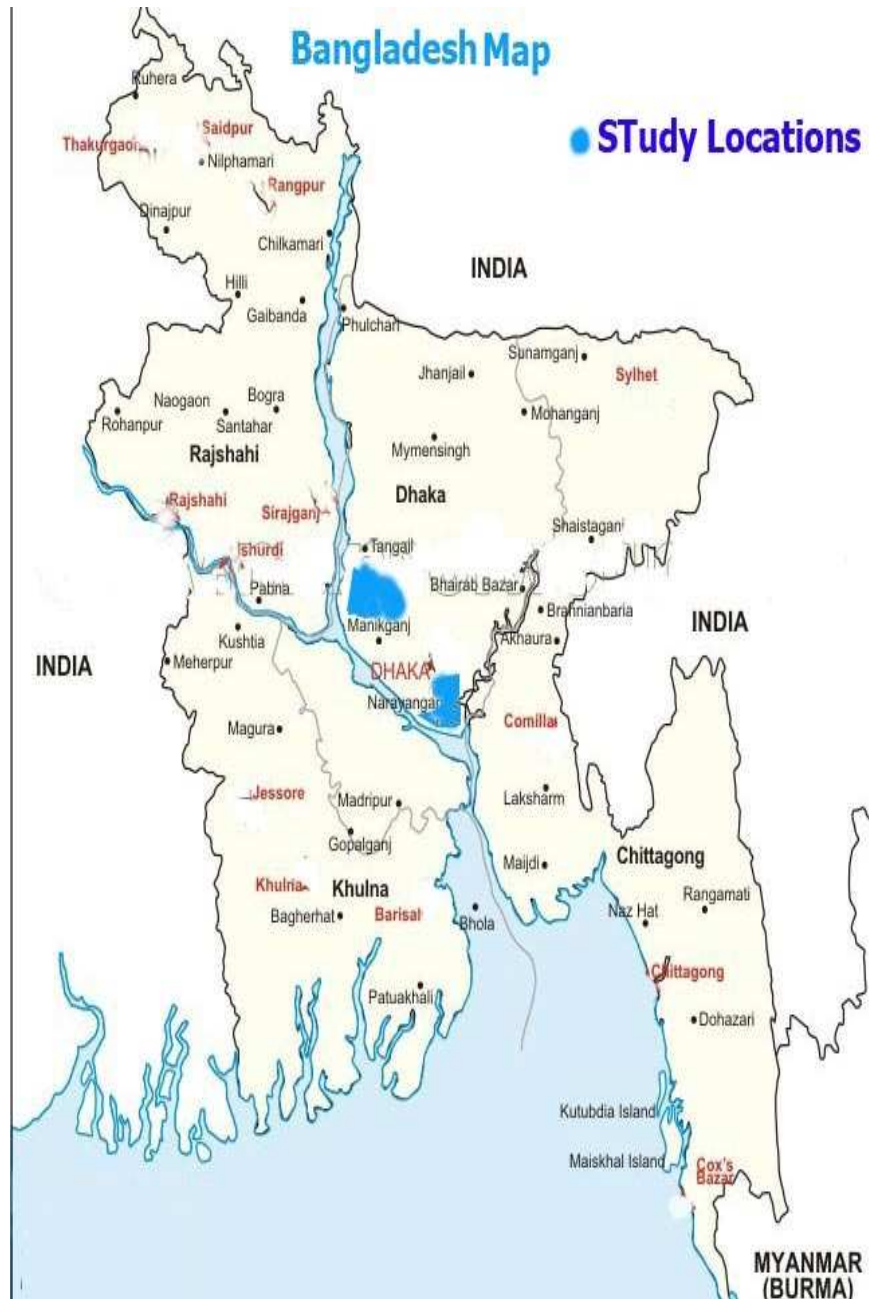 Bangladesh Map
STudy Locations
Ruhera
Saidpur
Thakurgaon
Nilphamari
Rangpur
Dinajpur
Chilkamari
INDIA
Hilli
Gaibanda
Phulchari
Sunamganj
Jhanjail
Sylhet
Naogaon
Bogra
Rohanpur
Santahar
Mohanganj
Mymensingh
Rajshahi
Dhaka
Rajshahi
Sirajganj
Shaistaganj
Ishurdi
Tangail
Pabna
Bhairab Bazar
Brahnianbaria
Manikganj
Kushtia
Akhaura
INDIA
INDIA
Meherpur
DHAKA
Narayanganj
Magura
Comilla
Jessore
Madripur
Laksharm
Gopalganj
Chittagong
Maijdi
Khulna
Khulna
Rangamati
Bagherhat
Barisal
Bhola
Naz Hat
Chittagong
Patuakhali
Dohazari
Kutubdia Island
Maiskhal Island
Cox's
Bazar
MYANMAR
(BURMA)